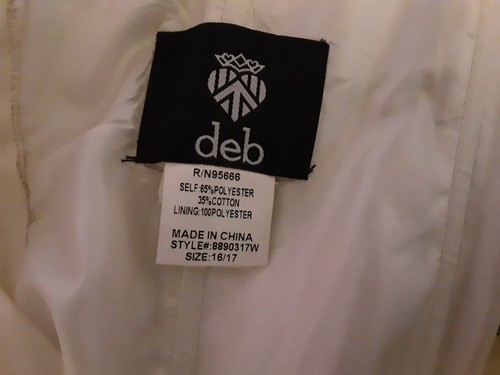 deb
R/N95666
SELF:65%POLYESTER
35%COTTON
LINING:100POLYESTER
MADE IN CHINA
STYLE#:8890317W
SIZE:16/17